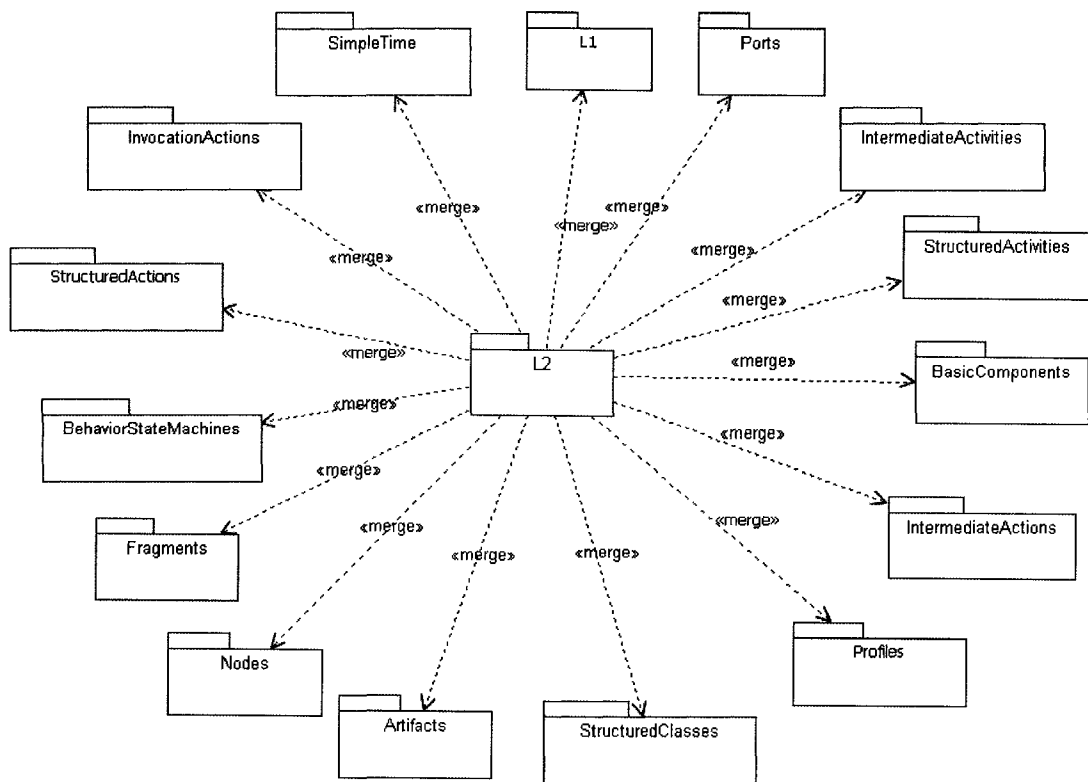 SimpleTime
L1
Ports
InvocationActions
IntermediateActivities
«merge»
«merge»
«merge»
«merge»
«merge»
StructuredActions
StructuredActivities
«merge»
«merge»
L2
«merge»
BasicComponents
«merge»
BehaviorStateMachines
«merge»
«merge»
«merge»
«merge»
IntermediateActions
Fragments
«merge»
«merge»
Nodes
Profiles
Artifacts
StructuredClasses